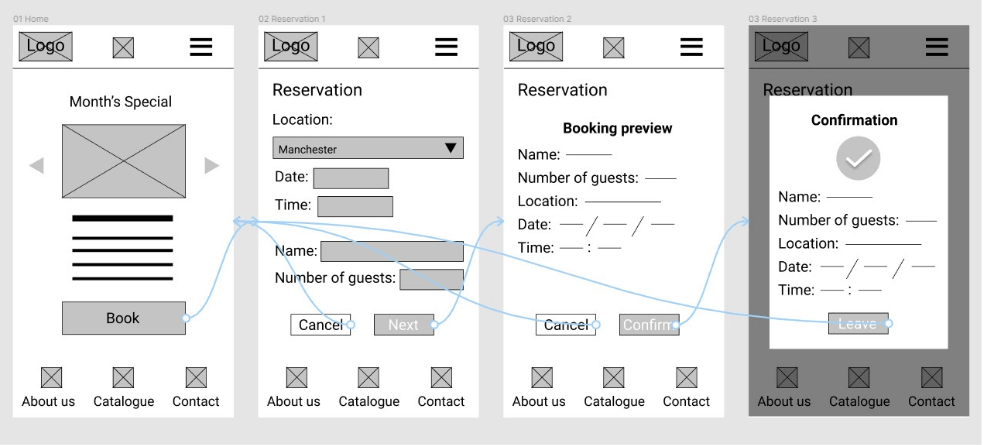 01 Home
Logo
Month's Special
Book
About us Catalogue Contact
02 Reservation 1
Logo
Reservation
Location:
Manchester
Date:
Time:
Name:
Number of guests:
Cancel Next
About us Catalogue Contact
03 Reservation 2
Logo
Reservation
Booking preview
Name:
Number of guests:
Location:
Date: / /
Time: :
Cancel Confirm
About us Catalogue Contact
03 Reservation 3
Logo
Reservation
Confirmation
Name:
Number of guests:
Location:
Date: / /
Time: :
Leave
About us Catalogue Contact